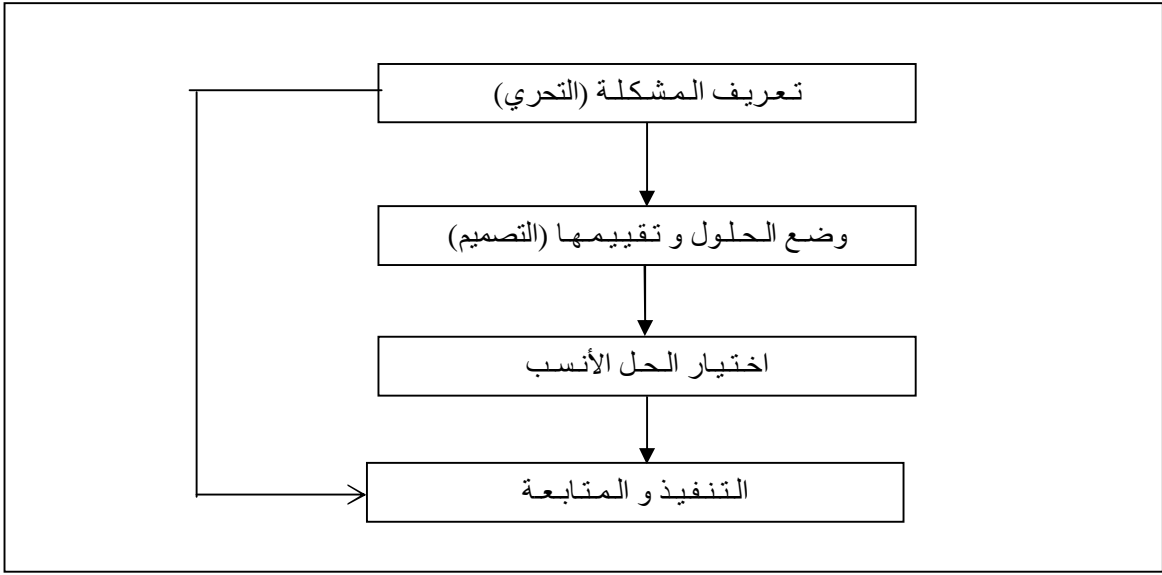 تعريف المشكلة (التحري)
وضع الحلول و تقييمها (التصميم)
اختيار الحل الأنسب
التنفيذ و المتابعة